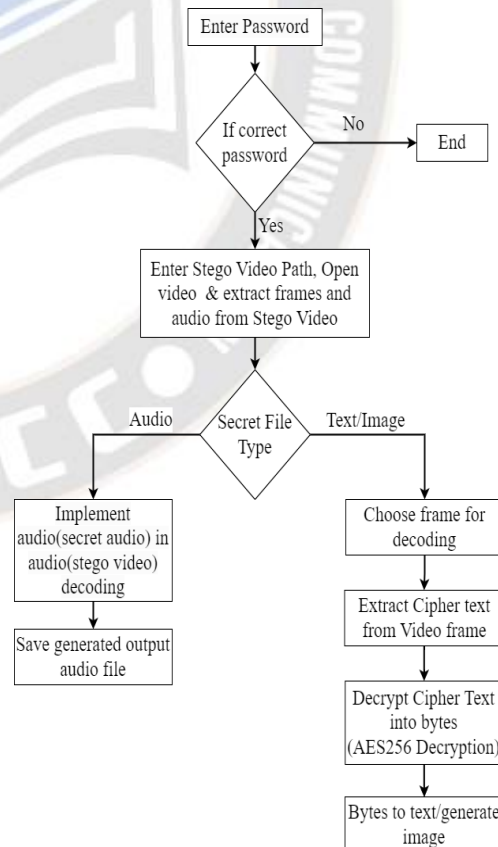 Enter Password
If correct
password
No
End
Yes
Enter Stego Video Path, Open
video & extract frames and
audio from Stego Video
Secret File
Type
Audio
Text/Image
Implement
audio(secret audio) in
audio(stego video)
decoding
Save generated output
audio file
Choose frame for
decoding
Extract Cipher text
from Video frame
Decrypt Cipher Text
into bytes
(AES256 Decryption)
Bytes to text/generate
image